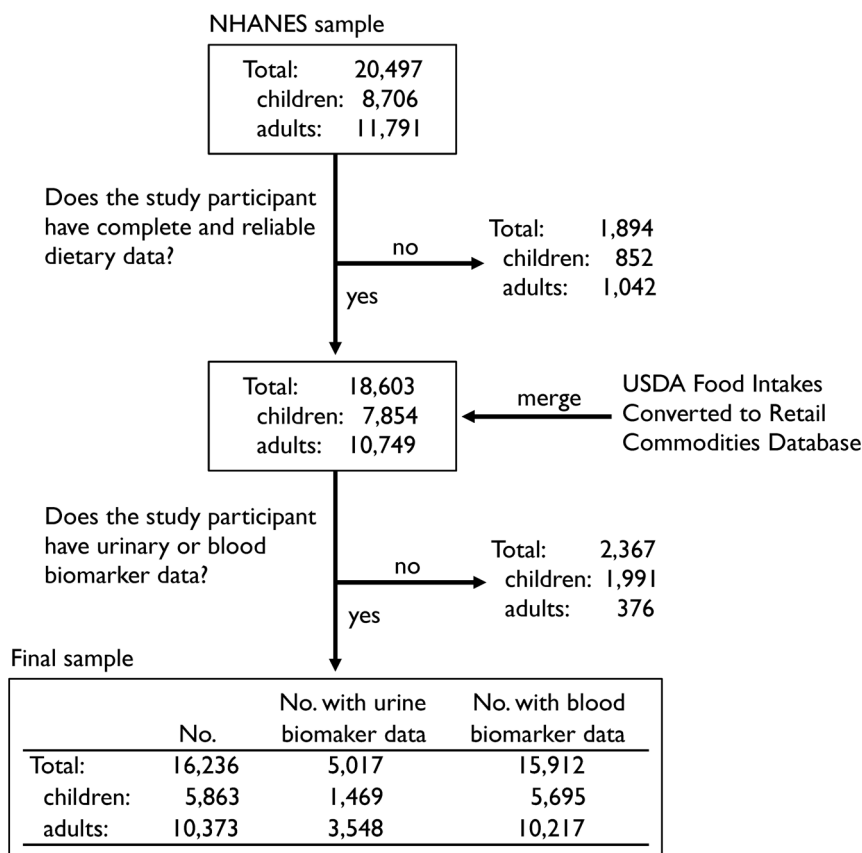 NHANES sample
Total: 20,497
children: 8,706
adults: 11,791
Does the study participant
have complete and reliable
dietary data?
no
Total: 1,894
children: 852
adults: 1,042
yes
Total: 18,603
children: 7,854
adults: 10,749
merge
USDA Food Intakes
Converted to Retail
Commodities Database
Does the study participant
have urinary or blood
biomarker data?
no
Total: 2,367
children: 1,991
adults: 376
yes
Final sample
No. with urine No. with blood
No. biomaker data biomarker data
Total: 16,236 5,017 15,912
children: 5,863 1,469 5,695
adults: 10,373 3,548 10,217